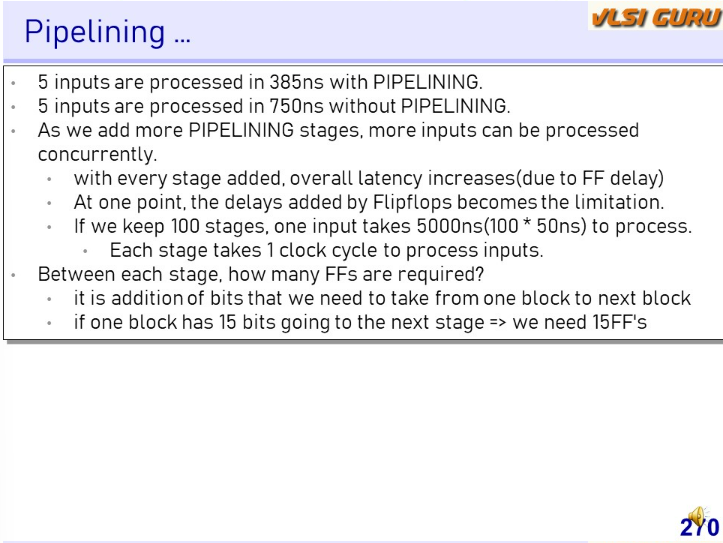 Pipelining ...
VLSI GURU
• 5 inputs are processed in 385ns with PIPELINING.
• 5 inputs are processed in 750ns without PIPELINING.
• As we add more PIPELINING stages, more inputs can be processed
concurrently.
• with every stage added, overall latency increases(due to FF delay)
• At one point, the delays added by Flipflops becomes the limitation.
• If we keep 100 stages, one input takes 5000ns(100 * 50ns) to process.
• Each stage takes 1 clock cycle to process inputs.
• Between each stage, how many FFs are required?
• it is addition of bits that we need to take from one block to next block
• if one block has 15 bits going to the next stage => we need 15FF's